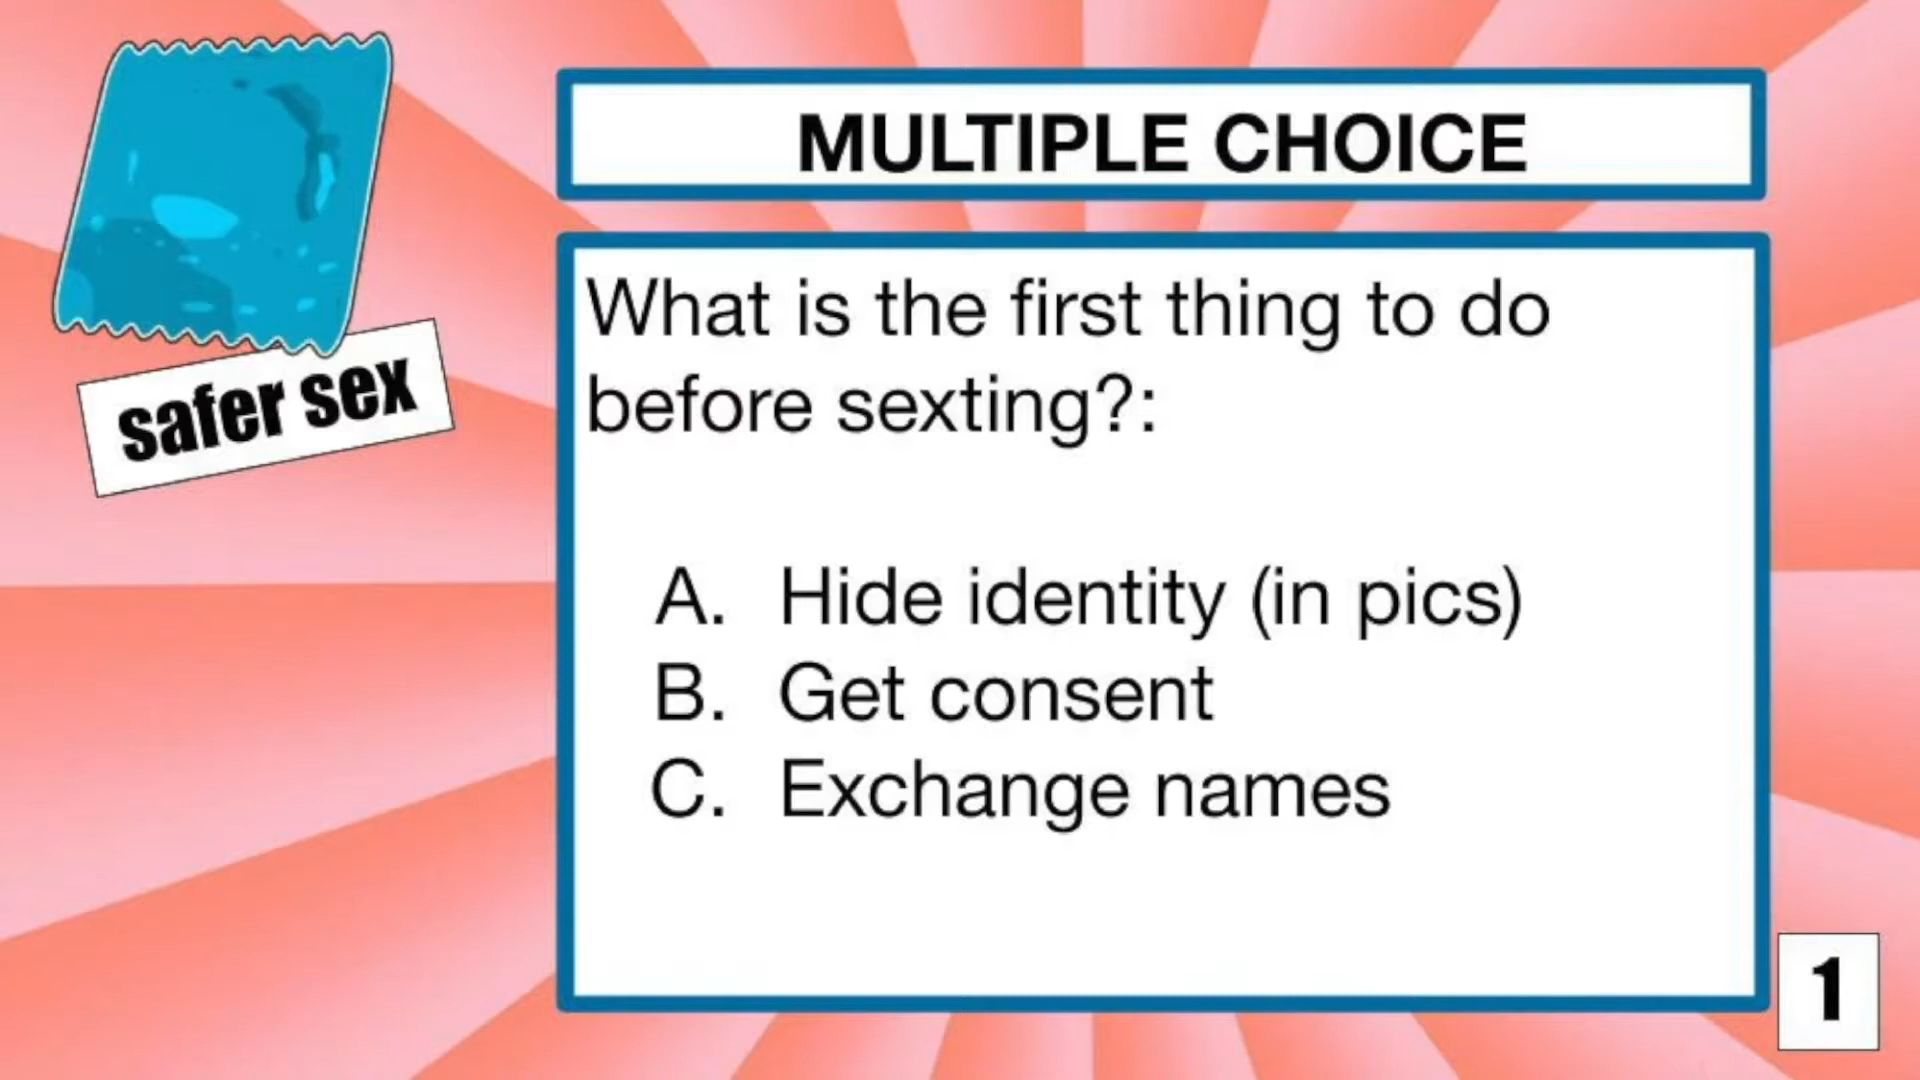 safer sex
MULTIPLE CHOICE
What is the first thing to do
before sexting?:
A. Hide identity (in pics)
B. Get consent
C. Exchange names
1